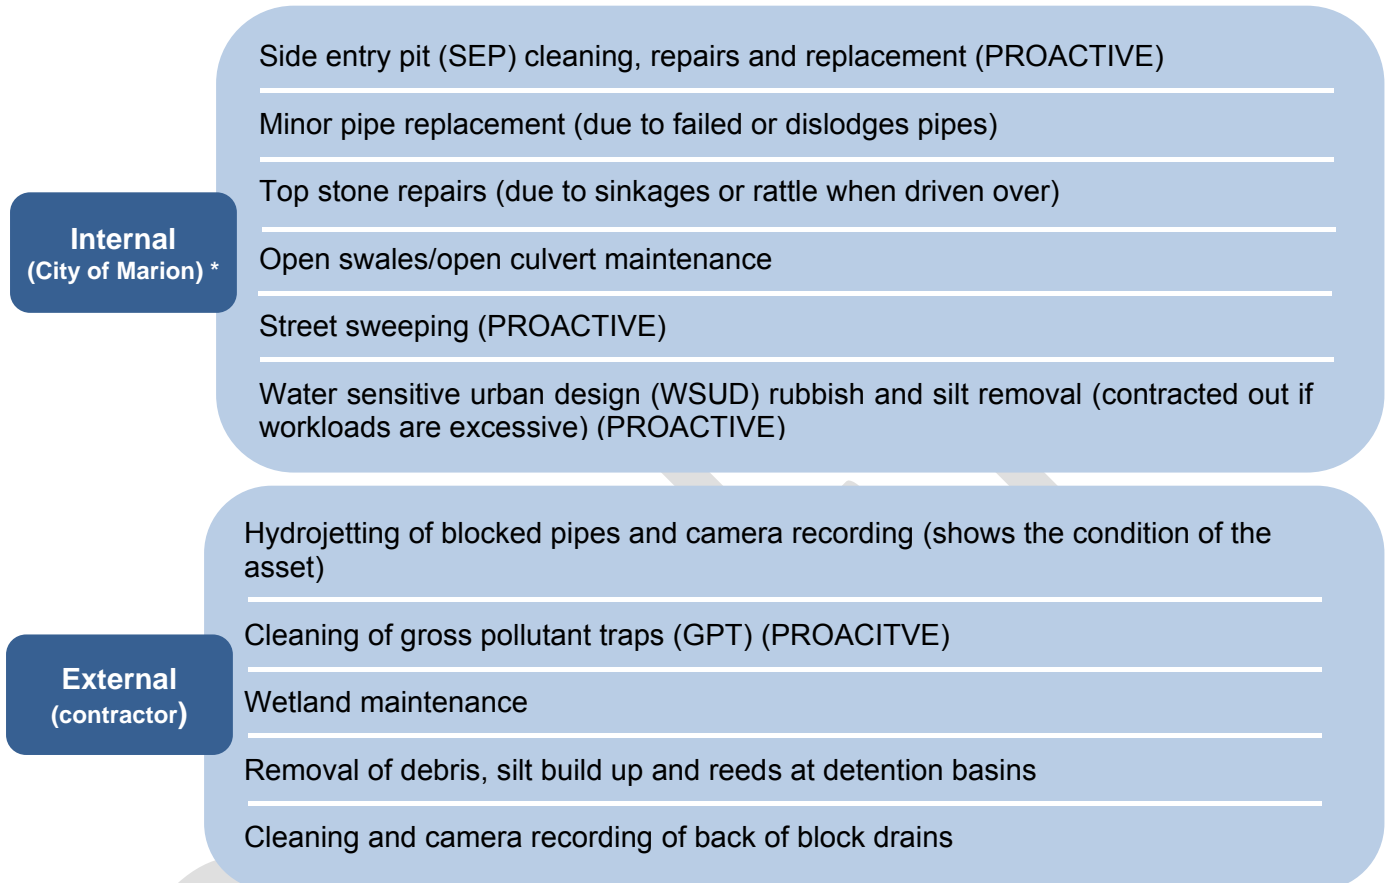 Side entry pit (SEP) cleaning, repairs and replacement (PROACTIVE)
Minor pipe replacement (due to failed or dislodges pipes)
Top stone repairs (due to sinkages or rattle when driven over)
Internal
(City of Marion) *
Open swales/open culvert maintenance
Street sweeping (PROACTIVE)
Water sensitive urban design (WSUD) rubbish and silt removal (contracted out if
workloads are excessive) (PROACTIVE)
Hydrojetting of blocked pipes and camera recording (shows the condition of the
asset)
Cleaning of gross pollutant traps (GPT) (PROACITVE)
External
(contractor)
Wetland maintenance
Removal of debris, silt build up and reeds at detention basins
Cleaning and camera recording of back of block drains